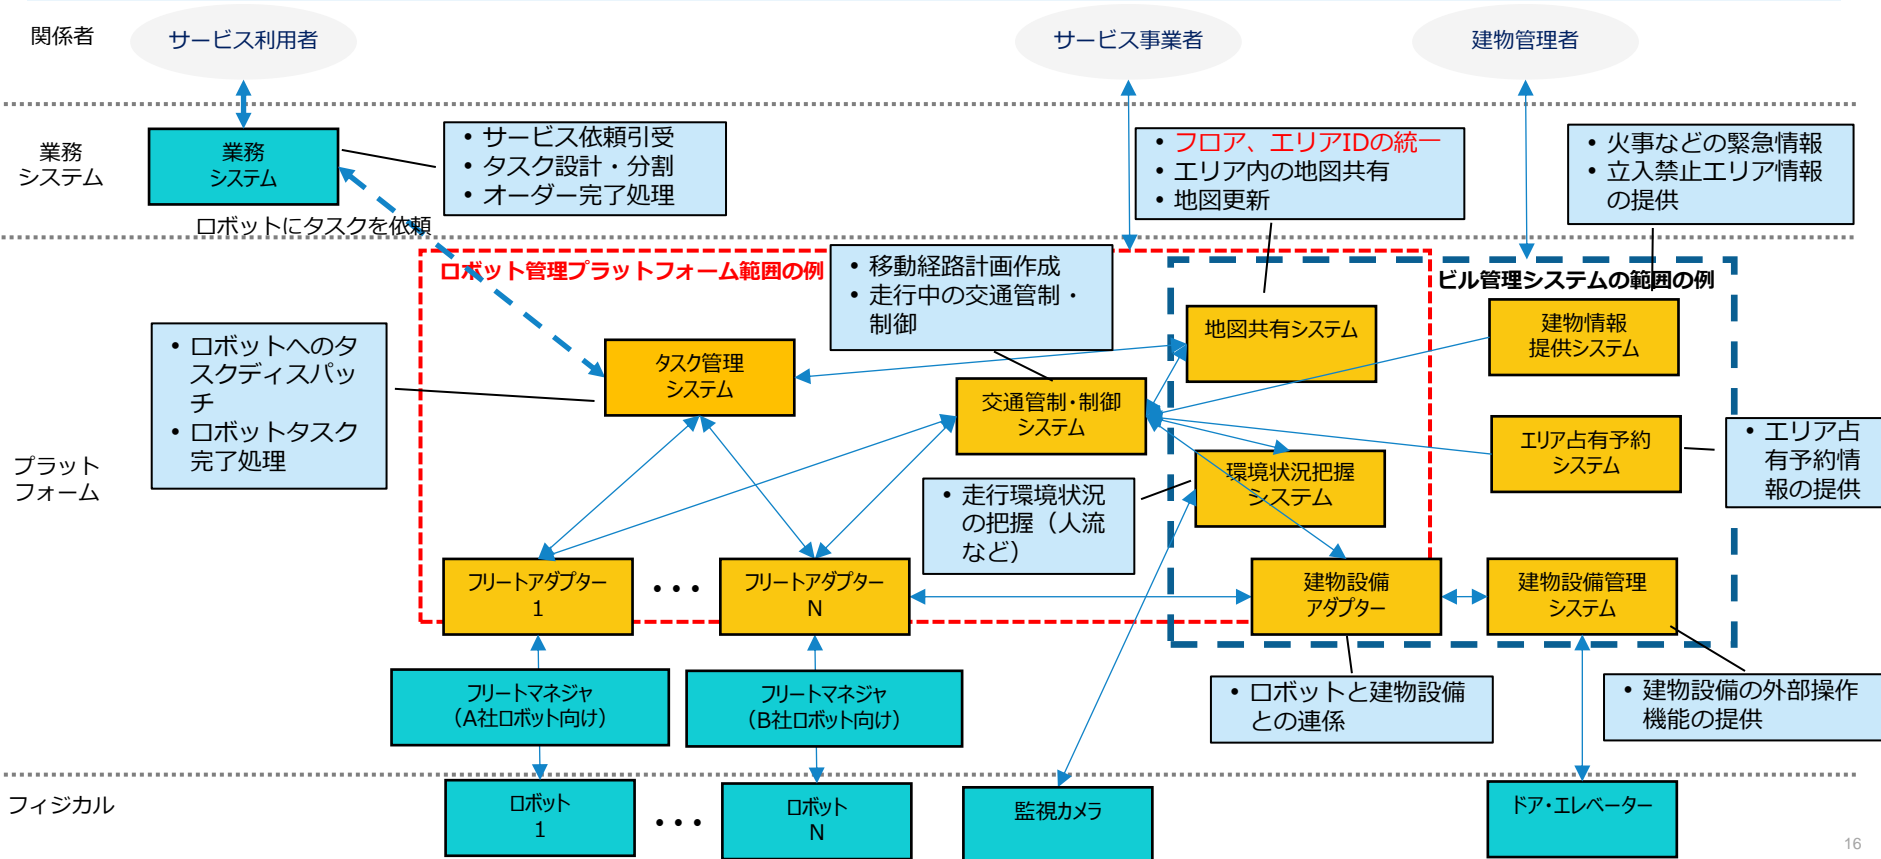 関係者
サービス利用者
サービス事業者
建物管理者
業務
システム
業務
システム
• サービス依頼引受
• タスク設計・分割
• オーダー完了処理
• フロア、エリアIDの統一
• エリア内の地図共有
• 地図更新
• 火事などの緊急情報
• 立入禁止エリア情報
の提供
ロボットにタスクを依頼
ロボット管理プラットフォーム範囲の例
• 移動経路計画作成
• 走行中の交通管制・
制御
ビル管理システムの範囲の例
プラット
フォーム
• ロボットへのタ
スクディスパッ
チ
• ロボットタスク
完了処理
タスク管理
システム
交通管制・制御
システム
地図共有システム
建物情報
提供システム
エリア占有予約
システム
• エリア占
有予約情
報の提供
環境状況把握
システム
• 走行環境状況
の把握（人流
など）
フリートアダプター
1
• • •
フリートアダプター
N
建物設備
アダプター
建物設備管理
システム
フリートマネジャ
（A社ロボット向け）
フリートマネジャ
（B社ロボット向け）
• ロボットと建物設備
との連係
• 建物設備の外部操作
機能の提供
フィジカル
ロボット
1
• • •
ロボット
N
監視カメラ
ドア・エレベーター
16